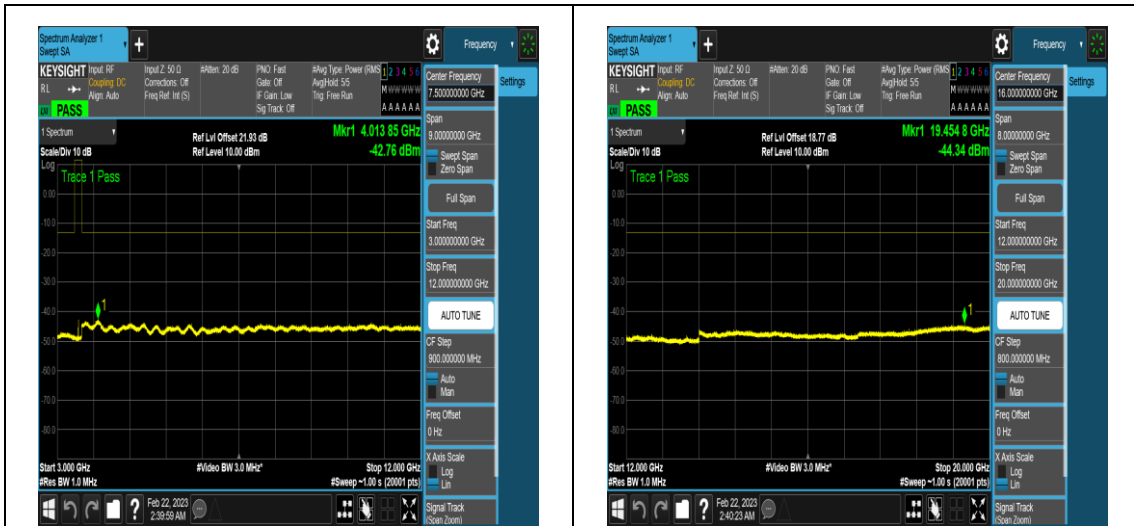 Spectrum Analyzer 1
Swept SA
+
Frequency
KEYSIGHT
RL
Input: RF
Coupling: DC
Align: Auto
Input Z: 50 Ω
Corrections: Off
Freq Ref: Int (S)
#Atten: 20 dB
PNO: Fast
Gate: Off
IF Gain: Low
Sig Track: Off
#Avg Type: Power (RMS
Avg|Hold: 5/5
Trig: Free Run
1 2 3 4 5 6
M W W W W W
A A A A A A
PASS
1 Spectrum
Scale/Div 10 dB
Log
Ref Lvl Offset 21.93 dB
Ref Level 10.00 dBm
Mkr1 4.013 85 GHz
-42.76 dBm
Trace 1 Pass
0.00
-10.0
-20.0
-30.0
-40.0
-50.0
-60.0
-70.0
-80.0
1
Start 3.000 GHz
#Res BW 1.0 MHz
#Video BW 3.0 MHz*
Stop 12.000 GHz
#Sweep ~1.00 s (20001 pts)
Center Frequency
7.500000000 GHz
Settings
Span
9.00000000 GHz
Swept Span
Zero Span
Full Span
Start Freq
3.000000000 GHz
Stop Freq
12.000000000 GHz
AUTO TUNE
CF Step
900.000000 MHz
Auto
Man
Freq Offset
0 Hz
X Axis Scale
Log
Lin
Signal Track
(Span Zoom)
?
Feb 22, 2023
2:39:59 AM
Spectrum Analyzer 1
Swept SA
+
Frequency
KEYSIGHT
RL
Input: RF
Coupling: DC
Align: Auto
Input Z: 50 Ω
Corrections: Off
Freq Ref: Int (S)
#Atten: 20 dB
PNO: Fast
Gate: Off
IF Gain: Low
Sig Track: Off
#Avg Type: Power (RMS
Avg|Hold: 5/5
Trig: Free Run
1 2 3 4 5 6
M W W W W W
A A A A A A
PASS
1 Spectrum
Scale/Div 10 dB
Log
Ref Lvl Offset 18.77 dB
Ref Level 10.00 dBm
Mkr1 19.454 8 GHz
-44.34 dBm
Trace 1 Pass
0.00
-10.0
-20.0
-30.0
-40.0
-50.0
-60.0
-70.0
-80.0
1
Start 12.000 GHz
#Res BW 1.0 MHz
#Video BW 3.0 MHz*
Stop 20.000 GHz
#Sweep ~1.00 s (20001 pts)
Center Frequency
16.000000000 GHz
Settings
Span
8.00000000 GHz
Swept Span
Zero Span
Full Span
Start Freq
12.000000000 GHz
Stop Freq
20.000000000 GHz
AUTO TUNE
CF Step
800.000000 MHz
Auto
Man
Freq Offset
0 Hz
X Axis Scale
Log
Lin
Signal Track
(Span Zoom)
?
Feb 22, 2023
2:40:23 AM